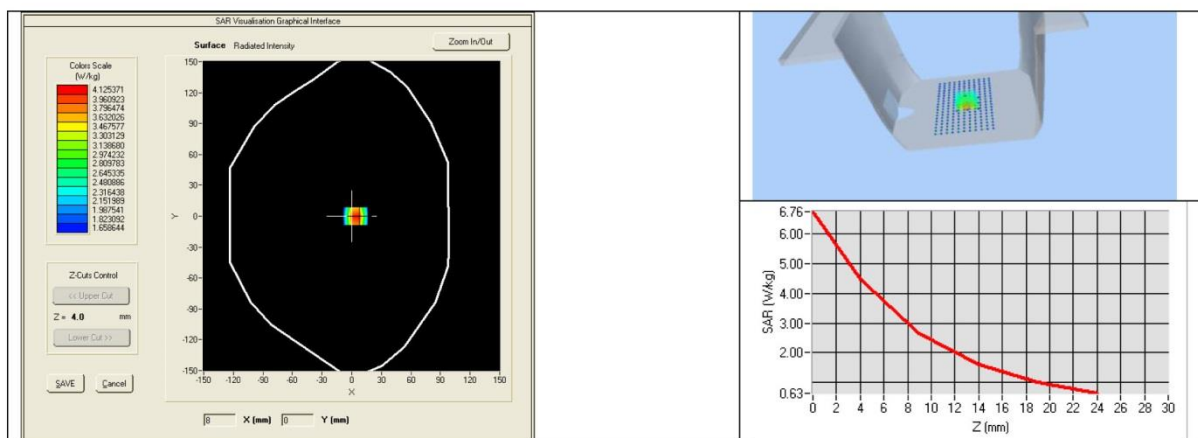 SAR Visualisation Graphical Interface
Surface Radiated Intensity
Zoom In/Out
Colors Scale
(W/kg)
4.125371
3.960923
3.796474
3.632026
3.467577
3.303129
3.138680
2.974232
2.809783
2.645335
2.480886
2.316438
2.151989
1.987541
1.823092
1.658644
Z-Cuts Control
<< Upper Cut
Z = 4.0 mm
Lower Cut >>
SAVE Cancel
150-
120-
90-
60-
30-
0-
-30-
-60-
-90-
-120-
-150-
Y
-150 -120 -90 -60 -30 0 30 60 90 120 150
X
8 X (mm) 0 Y (mm)
6.76-
6.00-
5.00-
4.00-
3.00-
2.00-
0.63-
SAR (W/kg)
0 2 4 6 8 10 12 14 16 18 20 22 24 26 28 30
Z (mm)